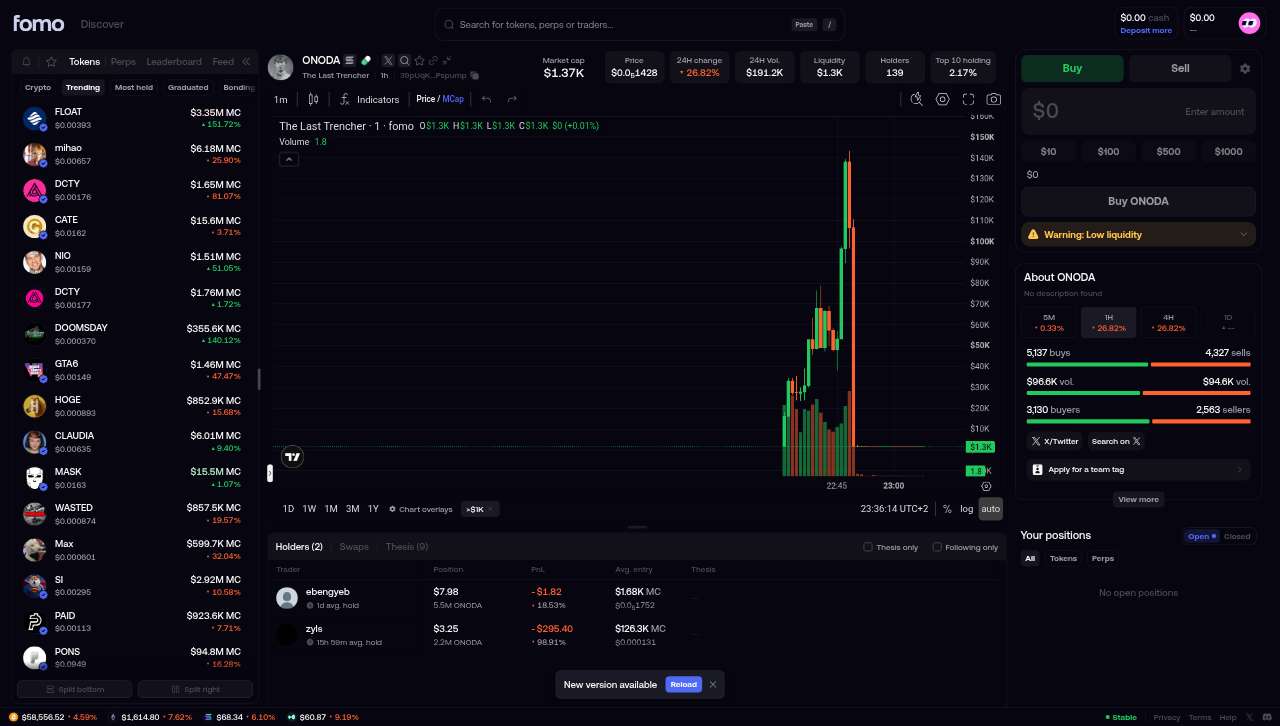 fomo
Discover
Search for tokens, perps or traders...
Paste
/
$0.00 cash
Deposit more
$0.00
—
Tokens Perps Leaderboard Feed
Crypto Trending Most held Graduated Bonding
FLOAT $3.35M MC
$0.00393 151.72%
mihao $6.18M MC
$0.00657 25.90%
DCTY $1.65M MC
$0.00176 81.07%
CATE $15.6M MC
$0.0162 3.71%
NIO $1.51M MC
$0.00159 51.05%
DCTY $1.76M MC
$0.00177 1.72%
DOOMSDAY $355.6K MC
$0.000370 140.12%
GTA6 $1.46M MC
$0.00149 47.47%
HOGE $852.9K MC
$0.000893 15.68%
CLAUDIA $6.01M MC
$0.00635 9.40%
MASK $15.5M MC
$0.0163 1.07%
WASTED $857.5K MC
$0.000874 19.57%
Max $599.7K MC
$0.000601 32.04%
SI $2.92M MC
$0.00295 10.58%
PAID $923.6K MC
$0.00113 7.71%
PONS $94.8M MC
$0.0949 16.28%
Split bottom Split right
ONODA
The Last Trencher 1h
Market cap
$1.37K
Price
$0.0₅1428
24H change
26.82%
24H Vol.
$191.2K
Liquidity
$1.3K
Holders
139
Top 10 holding
2.17%
1m Indicators Price / MCap
The Last Trencher · 1 · fomo O$1.3K H$1.3K L$1.3K C$1.3K $0 (+0.01%)
Volume 1.8
$160K
$150K
$140K
$130K
$120K
$110K
$100K
$90K
$80K
$70K
$60K
$50K
$40K
$30K
$20K
$10K
$1.3K
1.8
22:45 23:00
1D 1W 1M 3M 1Y Chart overlays >$1K
23:36:14 UTC+2 % log auto
Holders (2) Swaps Thesis (9)
Thesis only Following only
Trader Position PnL Avg. entry Thesis
ebengyeb $7.98 -$1.82 $1.68K MC
1d avg. hold 5.5M ONODA 18.53% $0.0₅1752
zyls $3.25 -$295.40 $126.3K MC
15h 59m avg. hold 2.2M ONODA 98.91% $0.000131
New version available Reload
Buy Sell
$0 Enter amount
$10 $100 $500 $1000
$0
Buy ONODA
Warning: Low liquidity
About ONODA
No description found
5M 1H 4H 1D
0.33% 26.82% 26.82% --
5,137 buys 4,327 sells
$96.6K vol. $94.6K vol.
3,130 buyers 2,563 sellers
X/Twitter Search on X
Apply for a team tag
View more
Your positions Open Closed
All Tokens Perps
No open positions
$58,556.52 4.59% $1,614.80 7.62% $68.34 6.10% $60.87 9.19%
Stable Privacy Terms Help